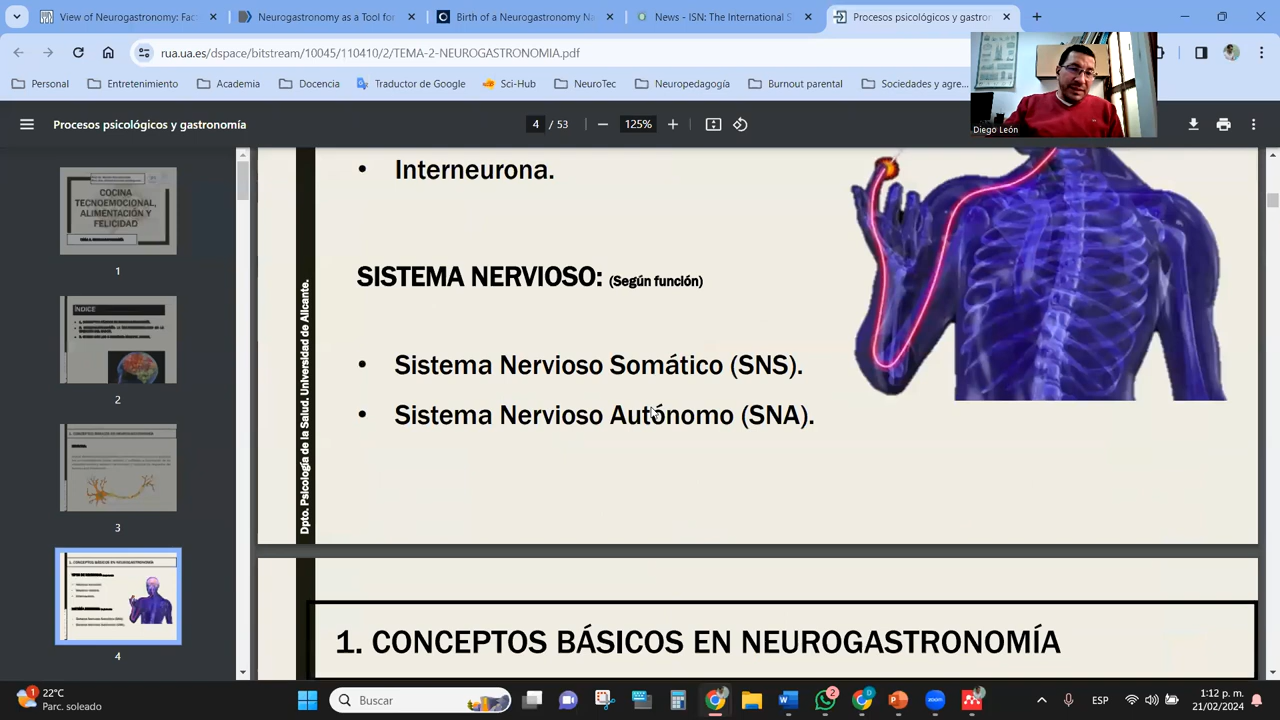 View of Neurogastronomy: Fac
Neurogastronomy as a Tool for
Birth of a Neurogastronomy Na
News - ISN: The International S
Procesos psicológicos y gastron
rua.ua.es/dspace/bitstream/10045/110410/2/TEMA-2-NEUROGASTRONOMIA.pdf
Personal
Entretenimiento
Academia
Ciencia
Traductor de Google
Sci-Hub
NeuroTec
Neuropedagogía
Burnout parental
Sociedades y agre...
Diego León
Procesos psicológicos y gastronomía
4 / 53
125%
COCINA
TECNOEMOCIONAL,
ALIMENTACIÓN Y
FELICIDAD
1
ÍNDICE
2
3
4
• Interneurona.
SISTEMA NERVIOSO: (Según función)
• Sistema Nervioso Somático (SNS).
• Sistema Nervioso Autónomo (SNA).
Dpto. Psicología de la Salud. Universidad de Alicante.
1. CONCEPTOS BÁSICOS EN NEUROGASTRONOMÍA
1
22°C
Parc. soleado
Buscar
2
ESP
1:12 p. m.
21/02/2024